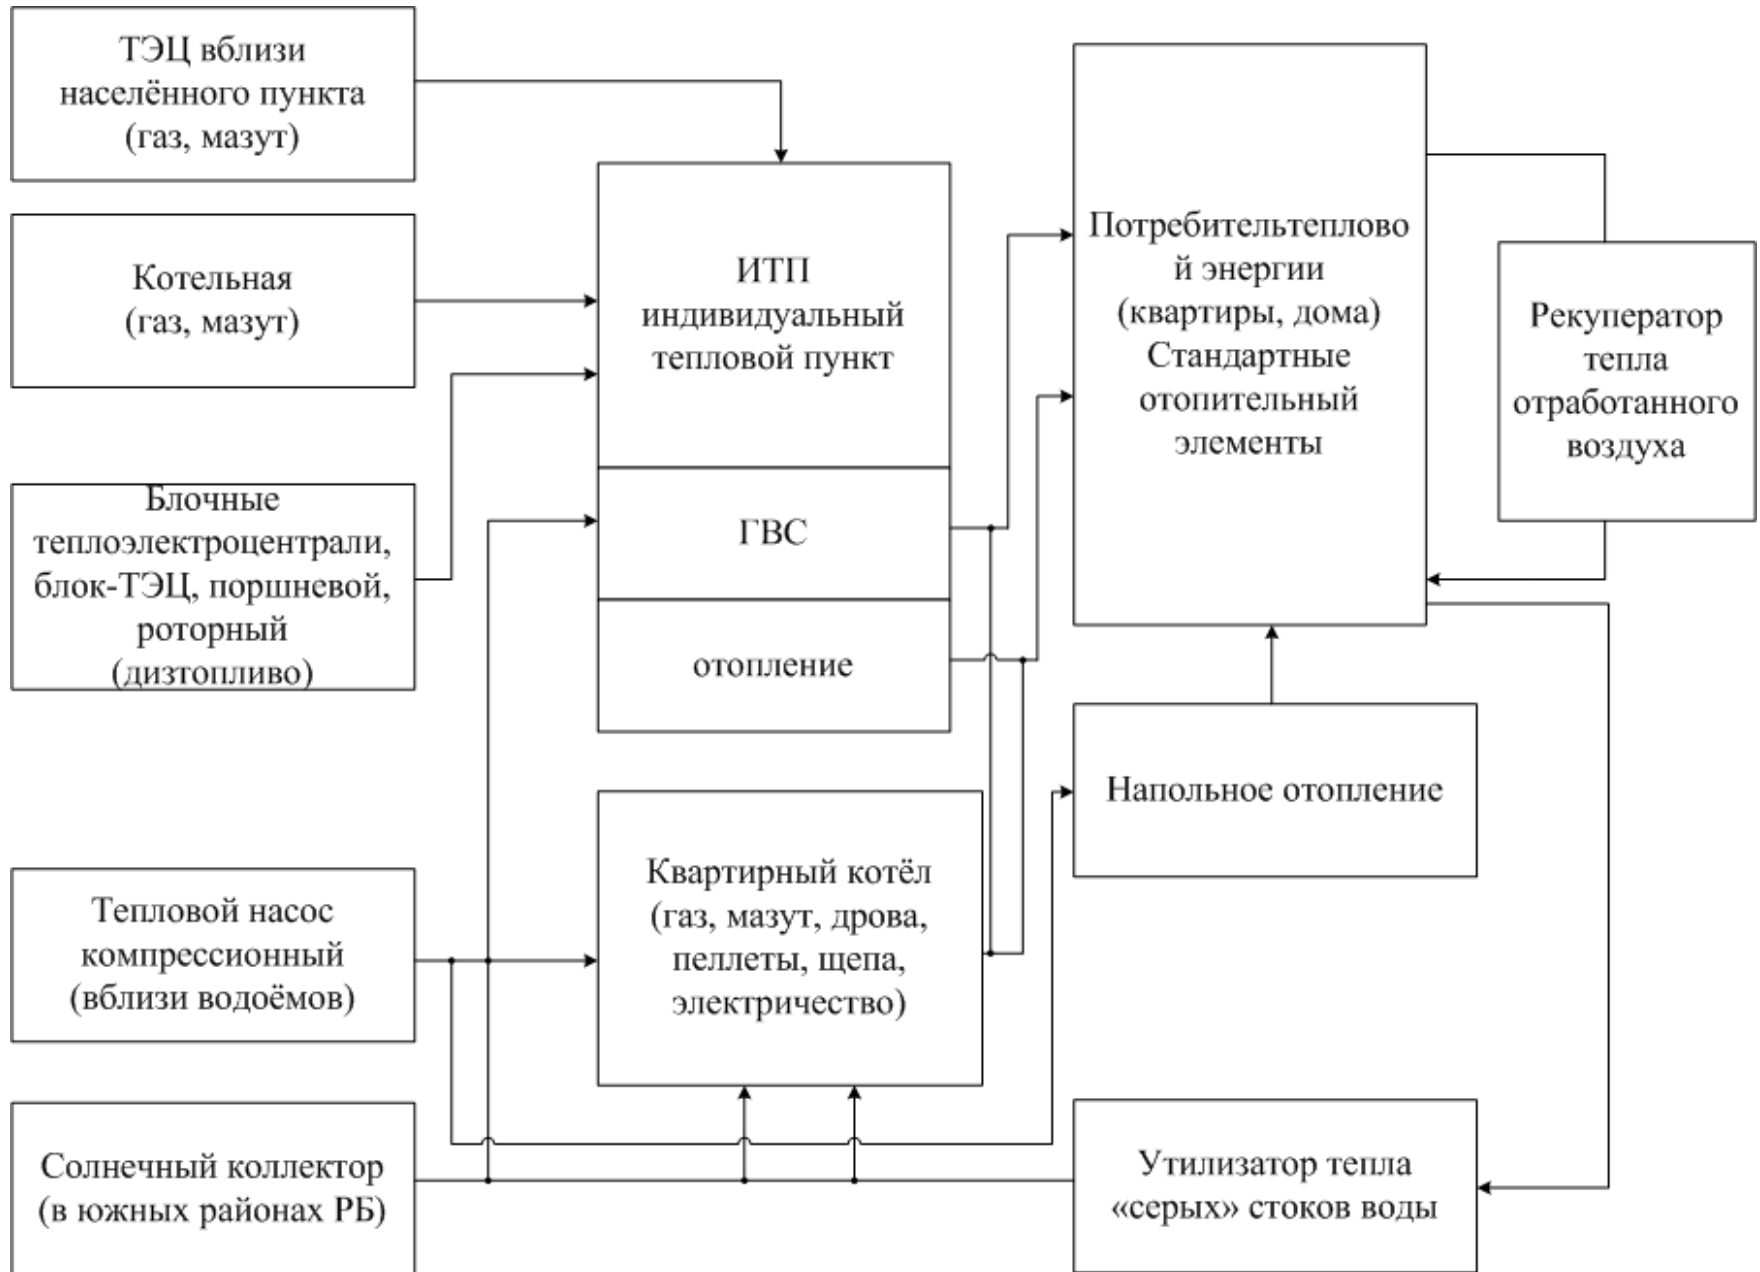 ТЭЦ вблизи
населённого пункта
(газ, мазут)
Котельная
(газ, мазут)
Блочные
теплоэлектроцентрали,
блок-ТЭЦ, поршневой,
роторный
(дизтопливо)
Тепловой насос
компрессионный
(вблизи водоёмов)
Солнечный коллектор
(в южных районах РБ)
ИТП
индивидуальный
тепловой пункт
ГВС
отопление
Квартирный котёл
(газ, мазут, дрова,
пеллеты, щепа,
электричество)
Потребительтеплово
й энергии
(квартиры, дома)
Стандартные
отопительный
элементы
Напольное отопление
Утилизатор тепла
«серых» стоков воды
Рекуператор
тепла
отработанного
воздуха